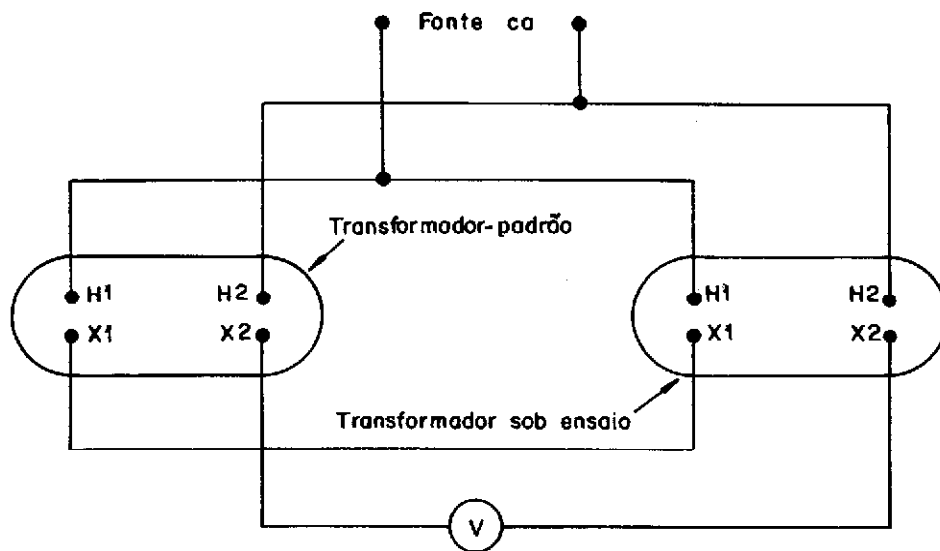 Fonte ca
Transformador-padrão
H1 H2
X1 X2
H1 H2
X1 X2
Transformador sob ensaio
V